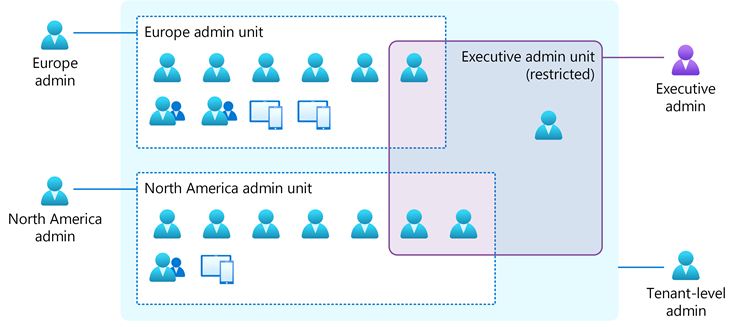 Europe admin unit
Europe
admin
Executive admin unit
(restricted)
Executive
admin
North America admin unit
North America
admin
Tenant-level
admin